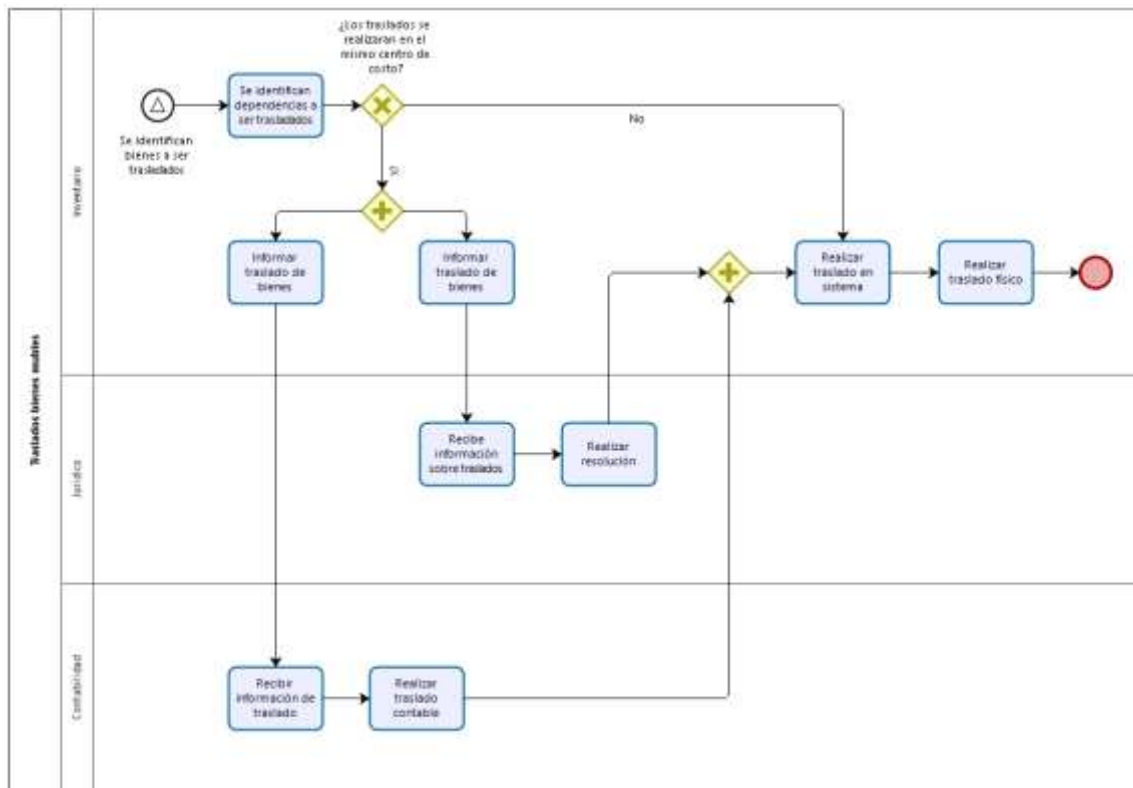 ¿Los traslados se
realizaran en el
mismo centro de
costo?
Se identifican
dependencias a
ser trasladados
Se identifican
bienes a ser
trasladados
No
Si
Inventario
Informar
traslado de
bienes
Informar
traslado de
bienes
Realizar
traslado en
sistema
Realizar
traslado físico
Traslados bienes
Jurídica
Recibe
información
sobre traslados
Realizar
resolución
Contabilidad
Recibir
información de
traslado
Realizar
traslado
contable